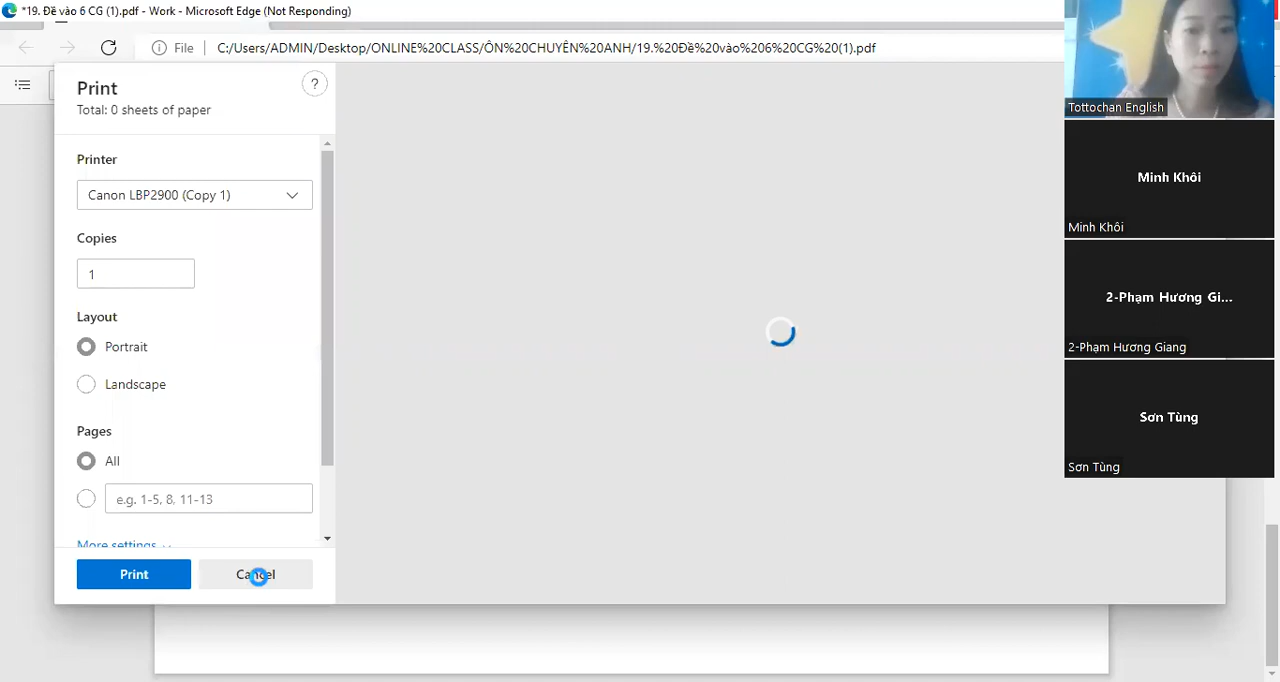 *19. Đề vào 6 CG (1).pdf - Work - Microsoft Edge (Not Responding)
File
C:/Users/ADMIN/Desktop/ONLINE%20CLASS/ÔN%20CHUYÊN%20ANH/19.%20Đề%20vào%206%20CG%20(1).pdf
Print
?
Total: 0 sheets of paper
Printer
Canon LBP2900 (Copy 1)
Copies
1
Layout
Portrait
Landscape
Pages
All
e.g. 1-5, 8, 11-13
More settings
Print
Cancel
Tottochan English
Minh Khôi
Minh Khôi
2-Phạm Hương Gi...
2-Phạm Hương Giang
Sơn Tùng
Sơn Tùng